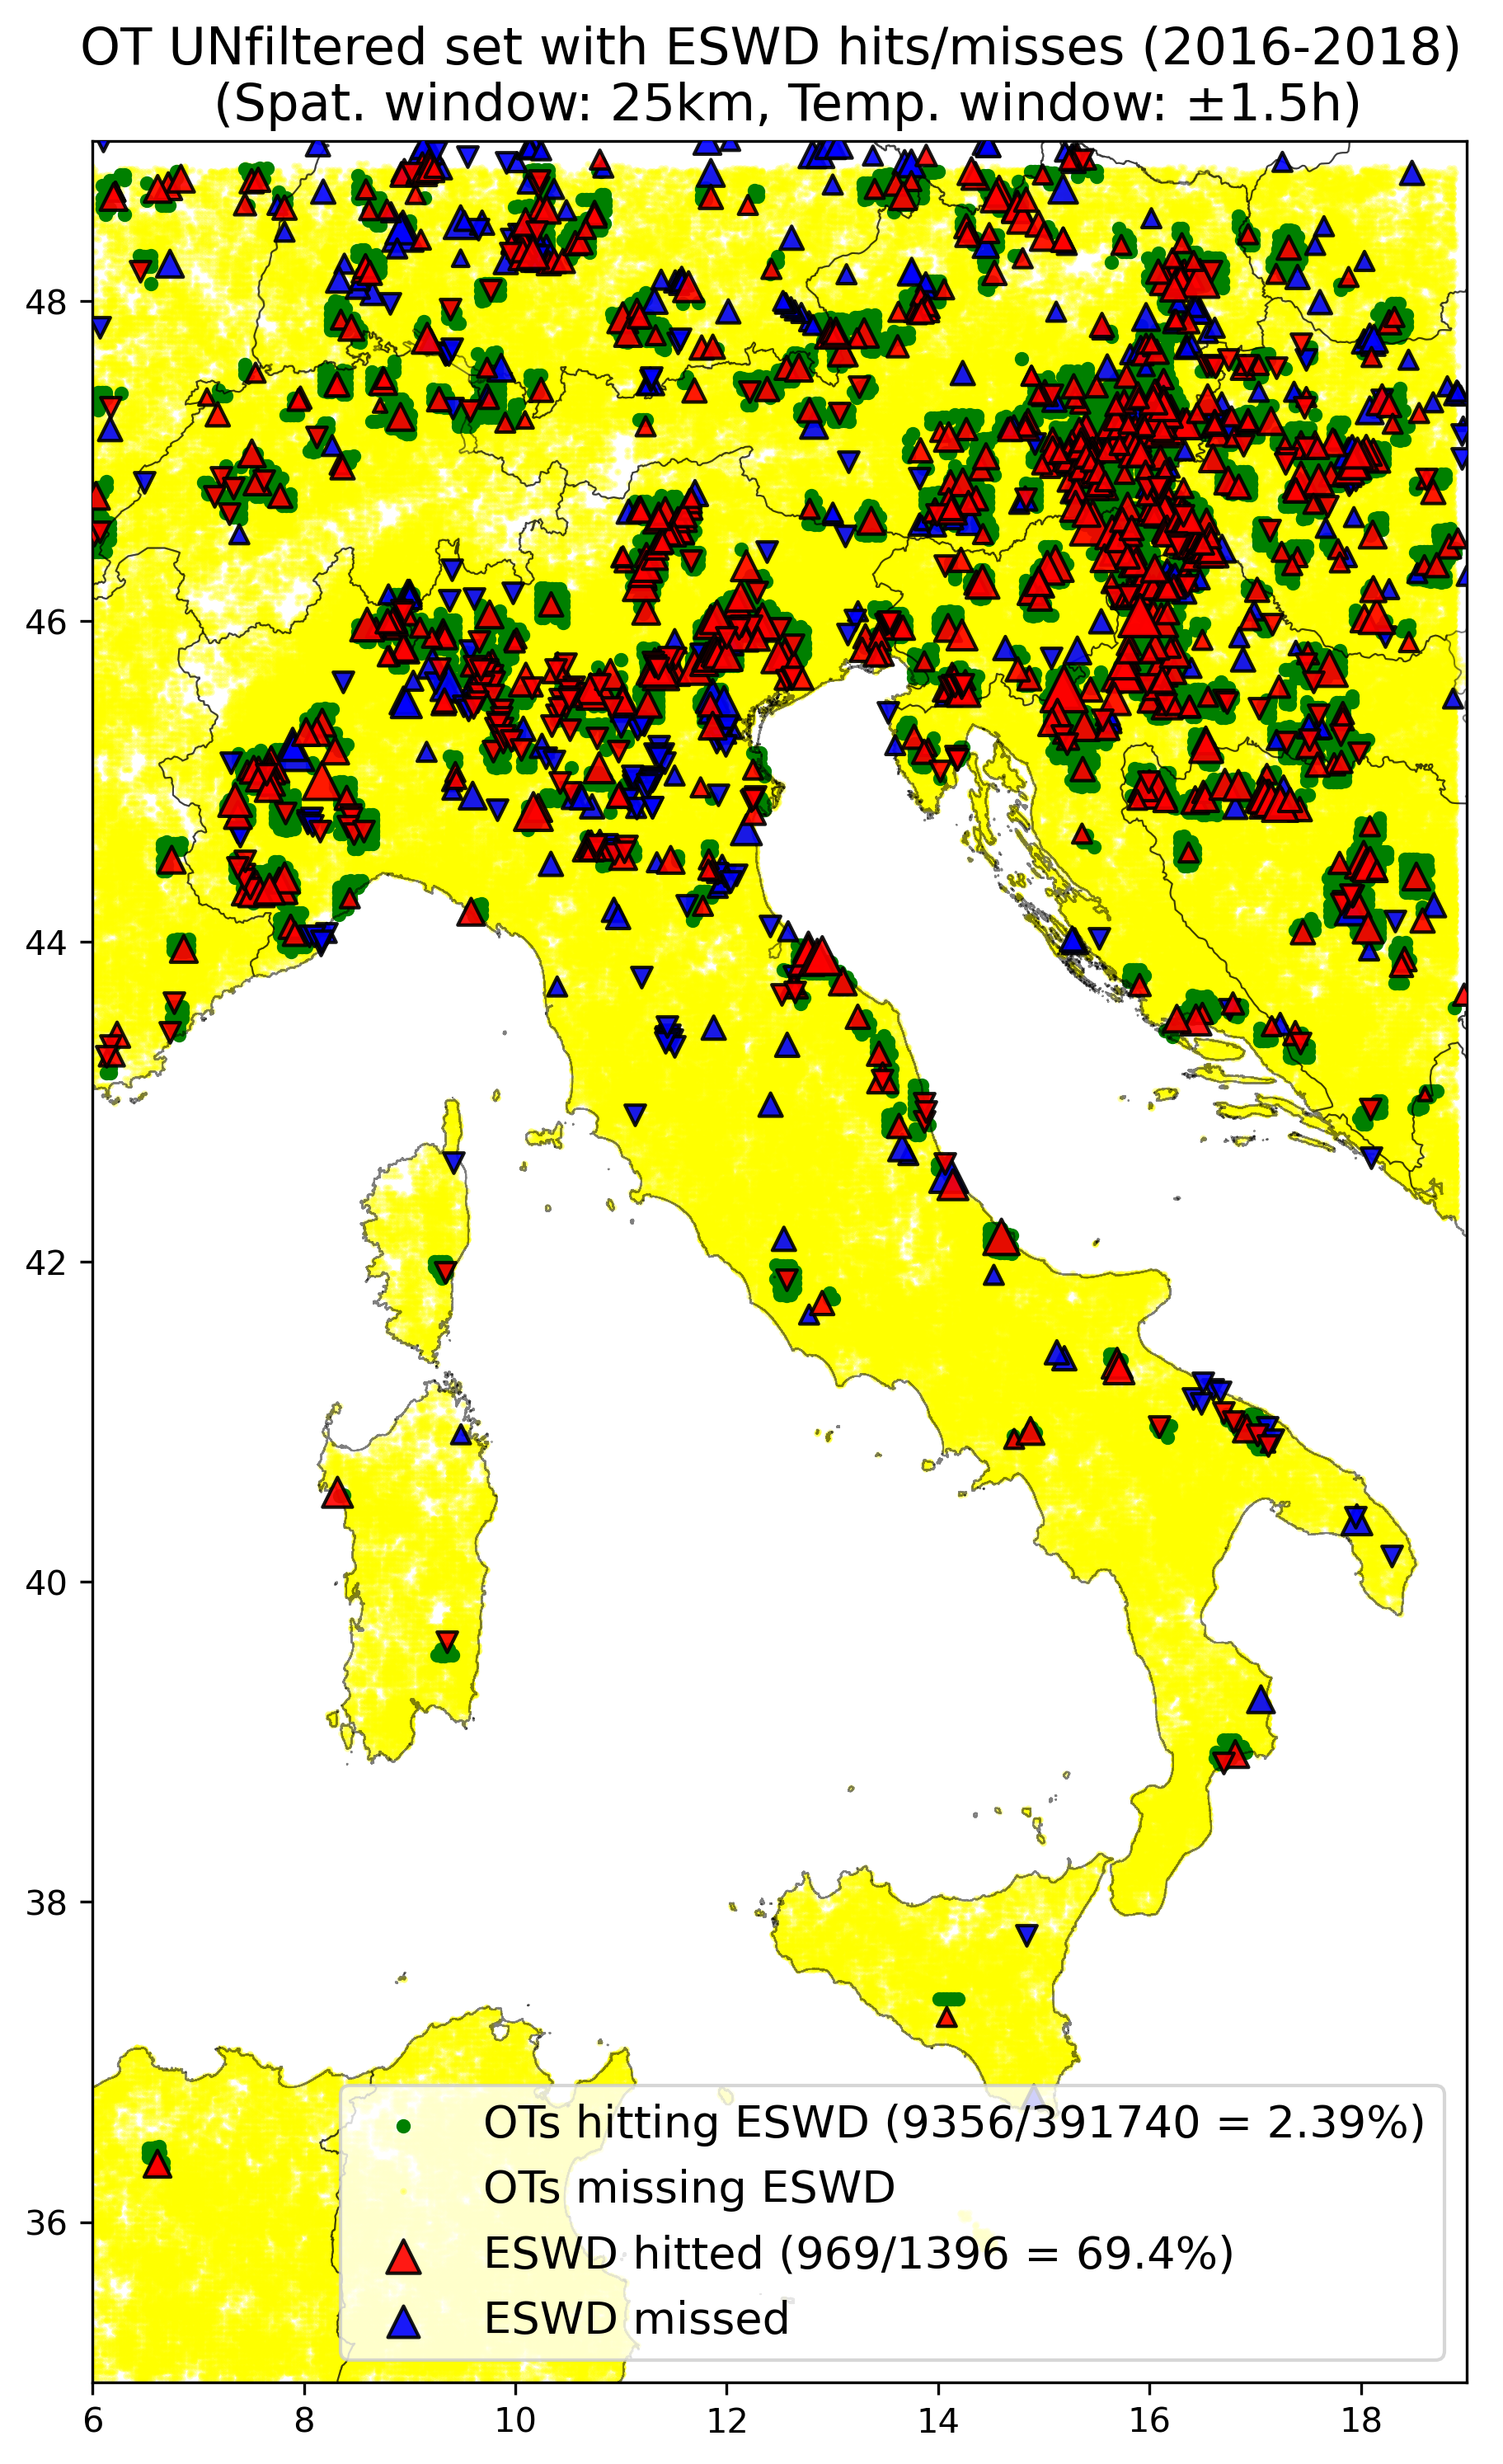 OT UNfiltered set with ESWD hits/misses (2016-2018)
(Spat. window: 25km, Temp. window: ±1.5h)
48
46
44
42
40
38
36
OTs hitting ESWD (9356/391740 = 2.39%)
OTs missing ESWD
ESWD hitted (969/1396 = 69.4%)
ESWD missed
6 8 10 12 14 16 18